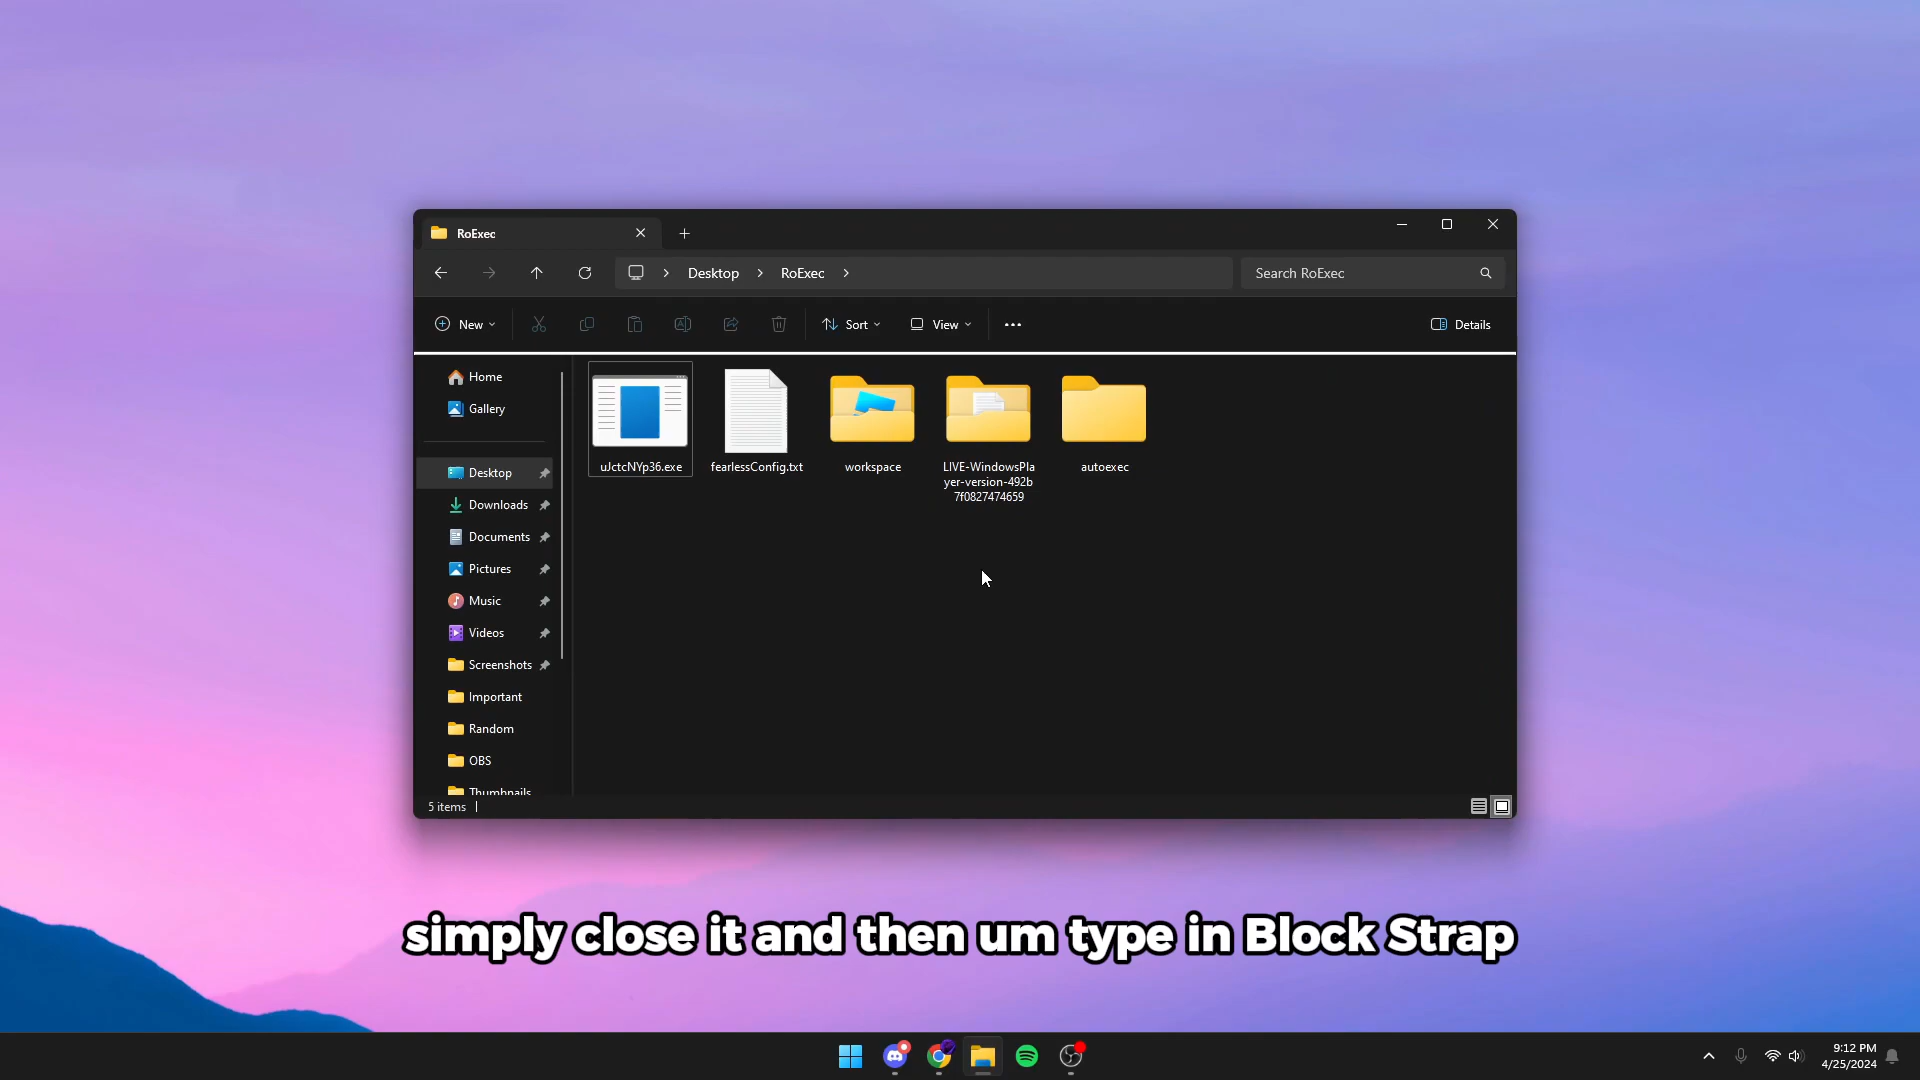 RoExec
Desktop
RoExec
Search RoExec
New
Sort
View
Details
Home
Gallery
Desktop
Downloads
Documents
Pictures
Music
Videos
Screenshots
Important
Random
OBS
Thumbnails
uJctcNYp36.exe
fearlessConfig.txt
workspace
LIVE-WindowsPla
yer-version-492b
7f0827474659
autoexec
5 items
simply close it and then um type in Block Strap
9:12 PM
4/25/2024